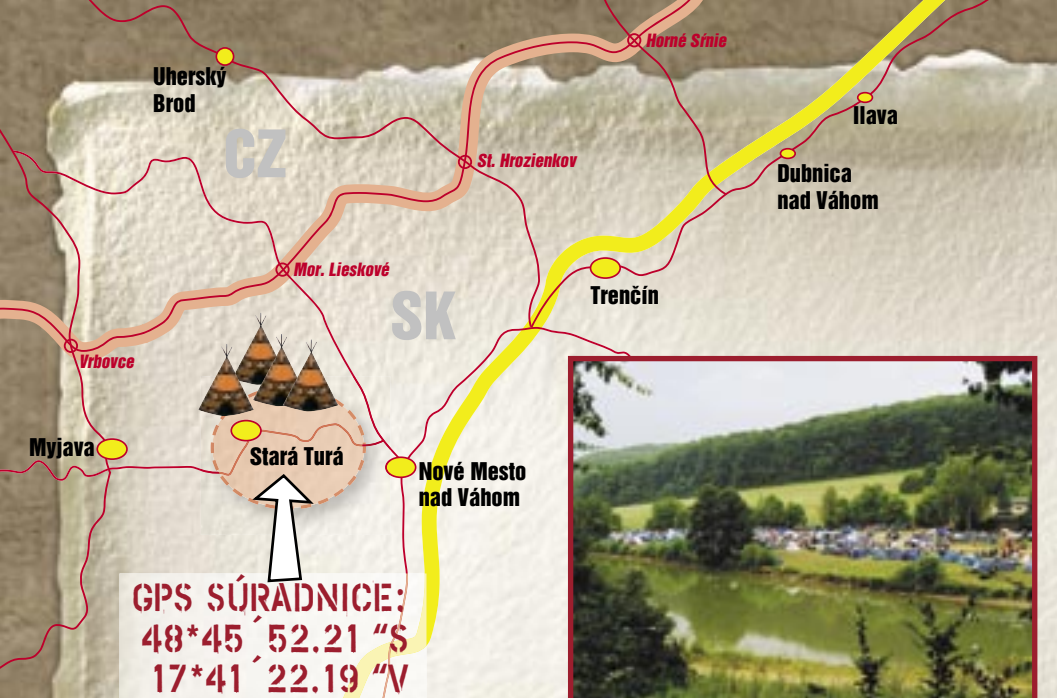 Horné Sŕnie
Uherský
Brod
Ilava
CZ
St. Hrozienkov
Dubnica
nad Váhom
Mor. Lieskové
Trenčín
SK
Vrbovce
Myjava
Stará Turá
Nové Mesto
nad Váhom
GPS SÚRADNICE:
48*45´52.21 “S
17*41´22.19 “V